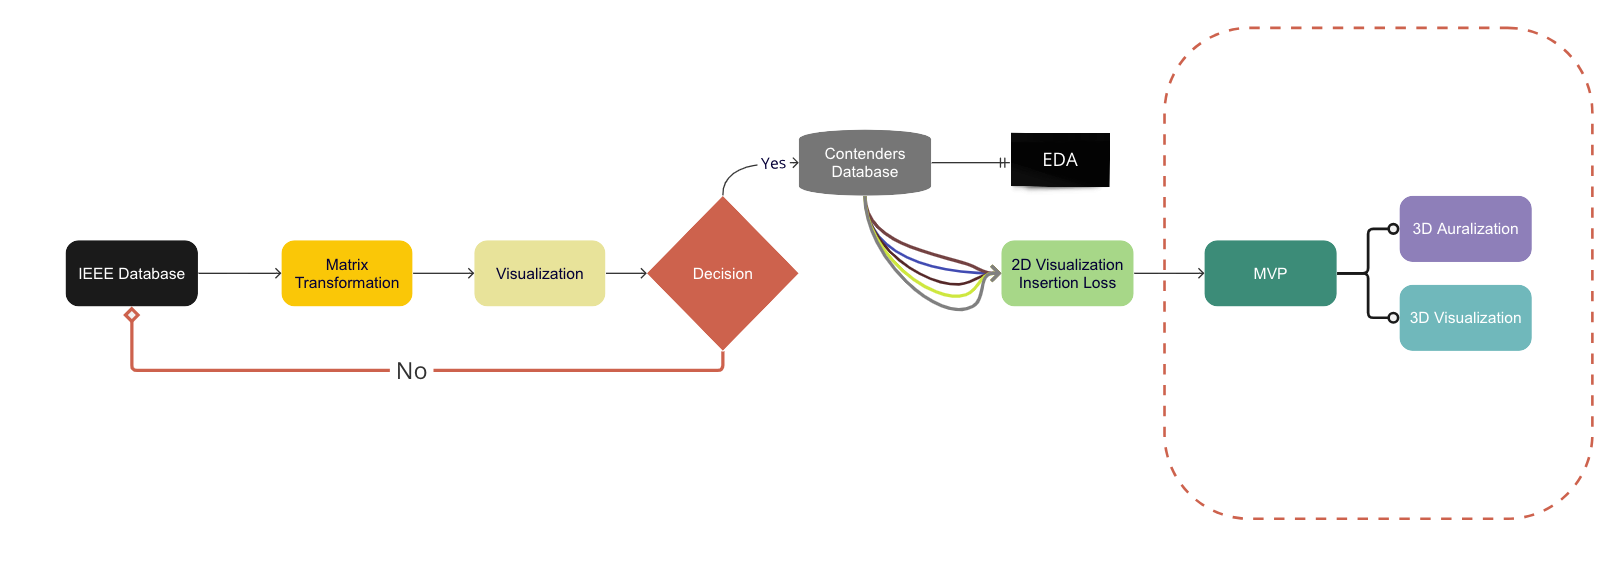 IEEE Database
Matrix
Transformation
Visualization
Decision
Yes
No
Contenders
Database
EDA
2D Visualization
Insertion Loss
MVP
3D Auralization
3D Visualization